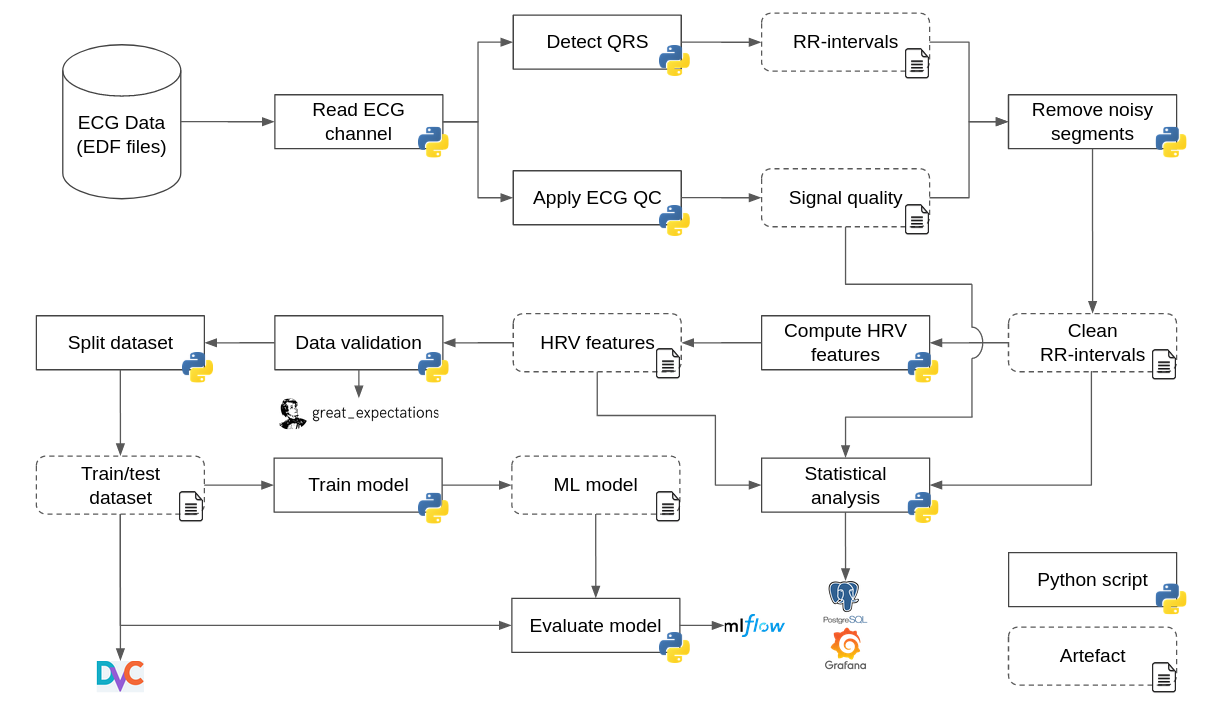 Detect QRS
RR-intervals
ECG Data
(EDF files)
Read ECG
channel
Remove noisy
segments
Apply ECG QC
Signal quality
Split dataset
Data validation
HRV features
Compute HRV
features
Clean
RR-intervals
great_expectations
Train/test
dataset
Train model
ML model
Statistical
analysis
Python script
PostgreSQL
Evaluate model
mlflow
Grafana
Artefact
DVC